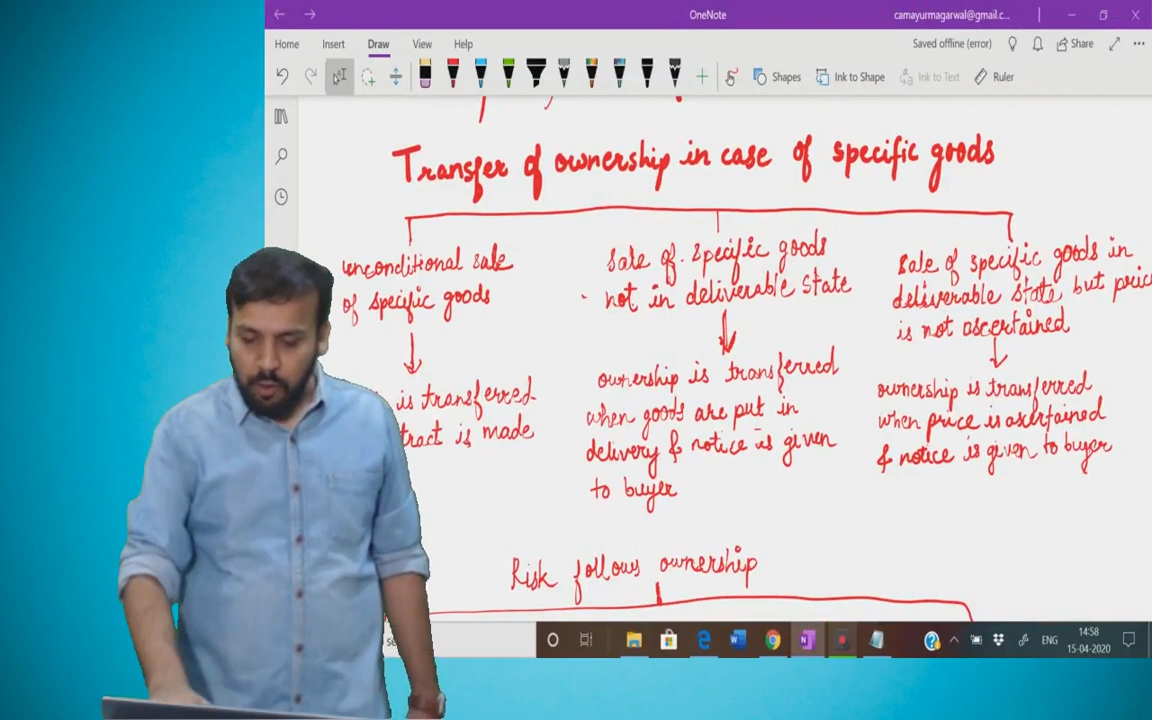 OneNote
camayurmagarwal@gmail.c...
Home Insert Draw View Help
Saved offline (error) Share
Shapes Ink to Shape Ink to Text Ruler
Transfer of ownership in case of specific goods
unconditional sale
of specific goods
is transferred
tract is made
Sale of specific goods
not in deliverable state
ownership is transferred
when goods are put in
delivery & notice is given
to buyer
Sale of specific goods in
deliverable state, but pric
is not ascertained
ownership is transferred
when price is ascertained
& notice is given to buyer
Risk follows ownership
se
ENG
14:58
15-04-2020